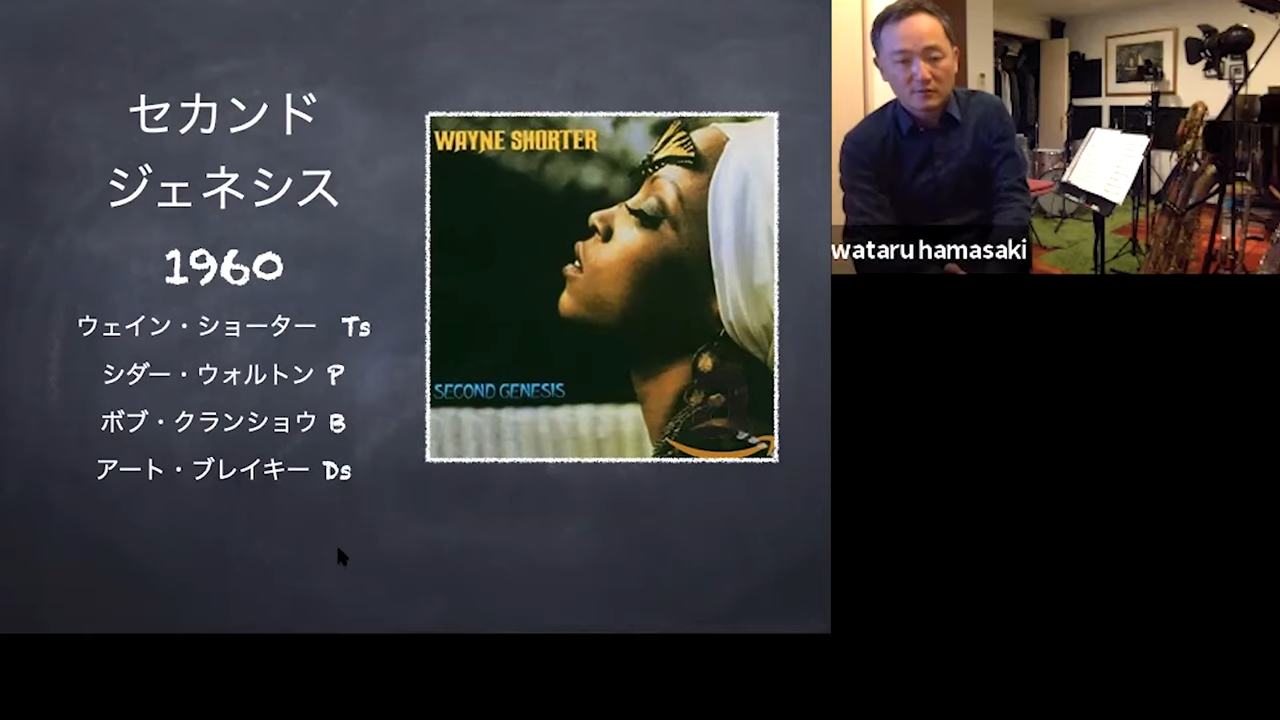 セカンド
ジェネシス
1960
ウェイン・ショーター Ts
シダー・ウォルトン P
ボブ・クランショウ B
アート・ブレイキー Ds
WAYNE SHORTER
SECOND GENESIS
wataru hamasaki